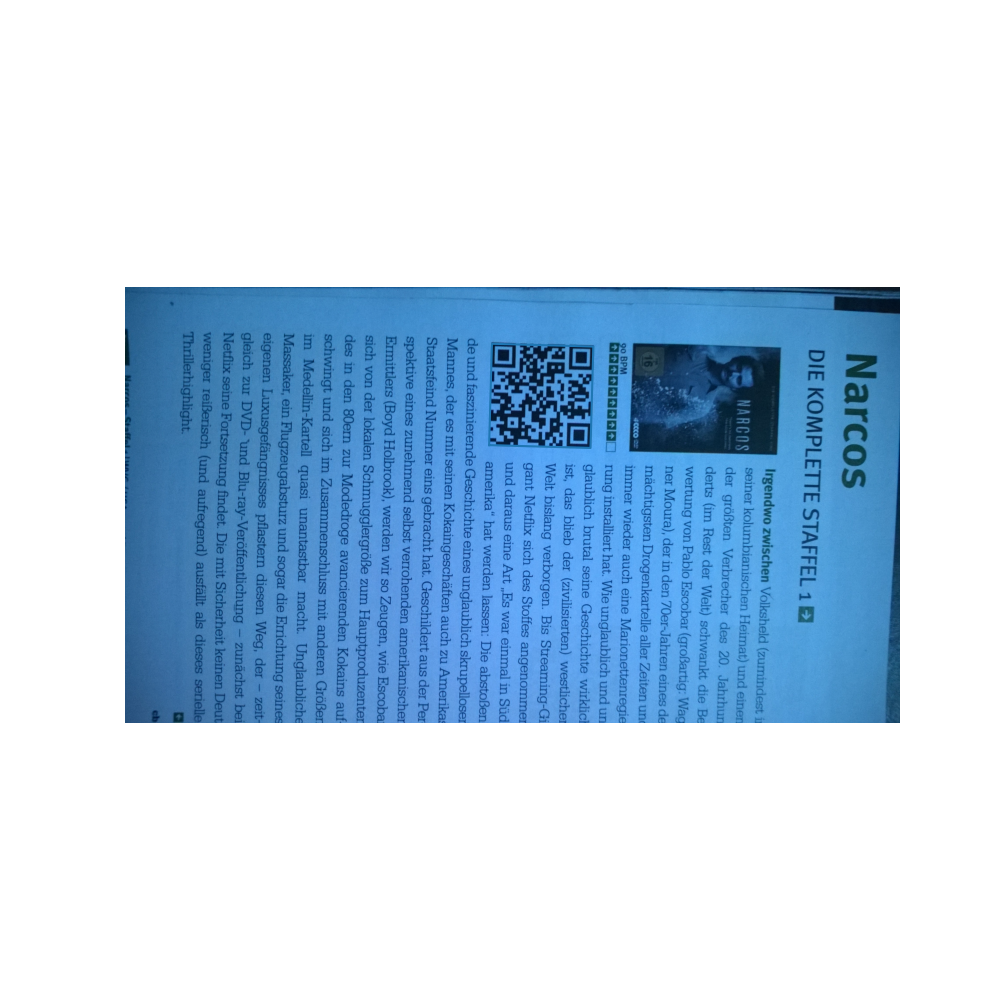 Narcos
DIE KOMPLETTE STAFFEL 1
NARCOS
16
90 BPM
Irgendwo zwischen Volksheld (zumindest i
seiner kolumbianischen Heimat) und einem
der größten Verbrecher des 20. Jahrhun
derts (im Rest der Welt) schwankt die Be
wertung von Pablo Escobar (großartig: Wag
ner Moura), der in den 70er-Jahren eines de
mächtigsten Drogenkartelle aller Zeiten und
immer wieder auch eine Marionettenregie
rung installiert hat. Wie unglaublich und un
glaublich brutal seine Geschichte wirklich
ist, das blieb der (zivilisierten) westlichen
Welt bislang verborgen. Bis Streaming-Gi
gant Netflix sich des Stoffes angenommen
und daraus eine Art „Es war einmal in Süd
amerika“ hat werden lassen: Die abstoßen
de und faszinierende Geschichte eines unglaublich skrupellosen
Mannes, der es mit seinen Kokaingeschäften auch zu Amerikas
Staatsfeind Nummer eins gebracht hat. Geschildert aus der Per
spektive eines zunehmend selbst verrohenden amerikanischen
Ermittlers (Boyd Holbrook), werden wir so Zeugen, wie Escobar
sich von der lokalen Schmugglergröße zum Hauptproduzenten
des in den 80ern zur Modedroge avancierenden Kokains auf
schwingt und sich im Zusammenschluss mit anderen Größen
im Medellin-Kartell quasi unantastbar macht. Unglaubliche
Massaker, ein Flugzeugabsturz und sogar die Errichtung seines
eigenen Luxusgefängnisses pflastern diesen Weg, der – zeit-
gleich zur DVD- und Blu-ray-Veröffentlichung – zunächst bei
Netflix seine Fortsetzung findet. Die mit Sicherheit keinen Deut
weniger reißerisch (und aufregend) ausfällt als dieses serielle
Thrillerhighlight.